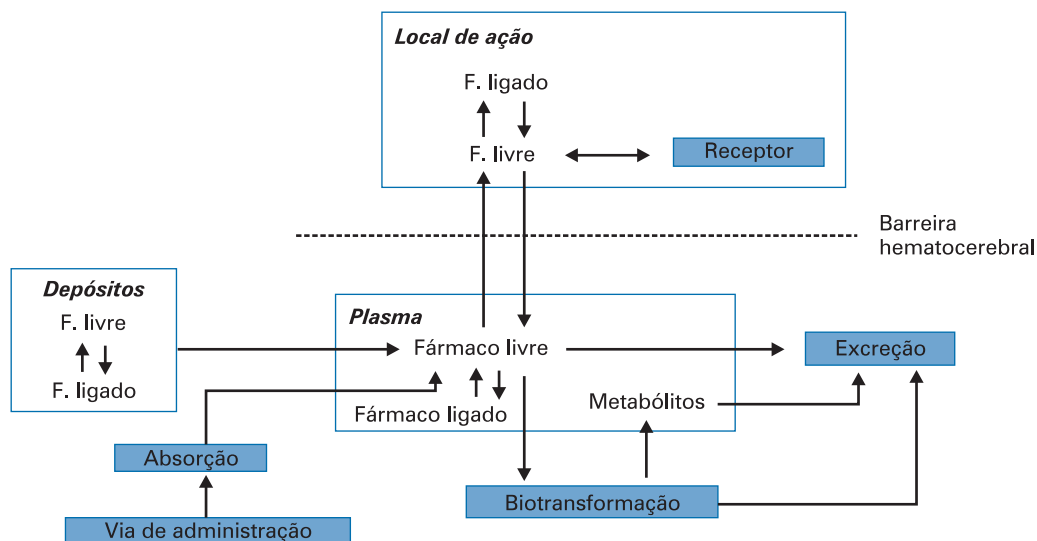 Local de ação
F. ligado
F. livre
Receptor
Barreira
hematocerebral
Depósitos
F. livre
F. ligado
Plasma
Fármaco livre
Fármaco ligado
Metabólitos
Excreção
Absorção
Biotransformação
Via de administração